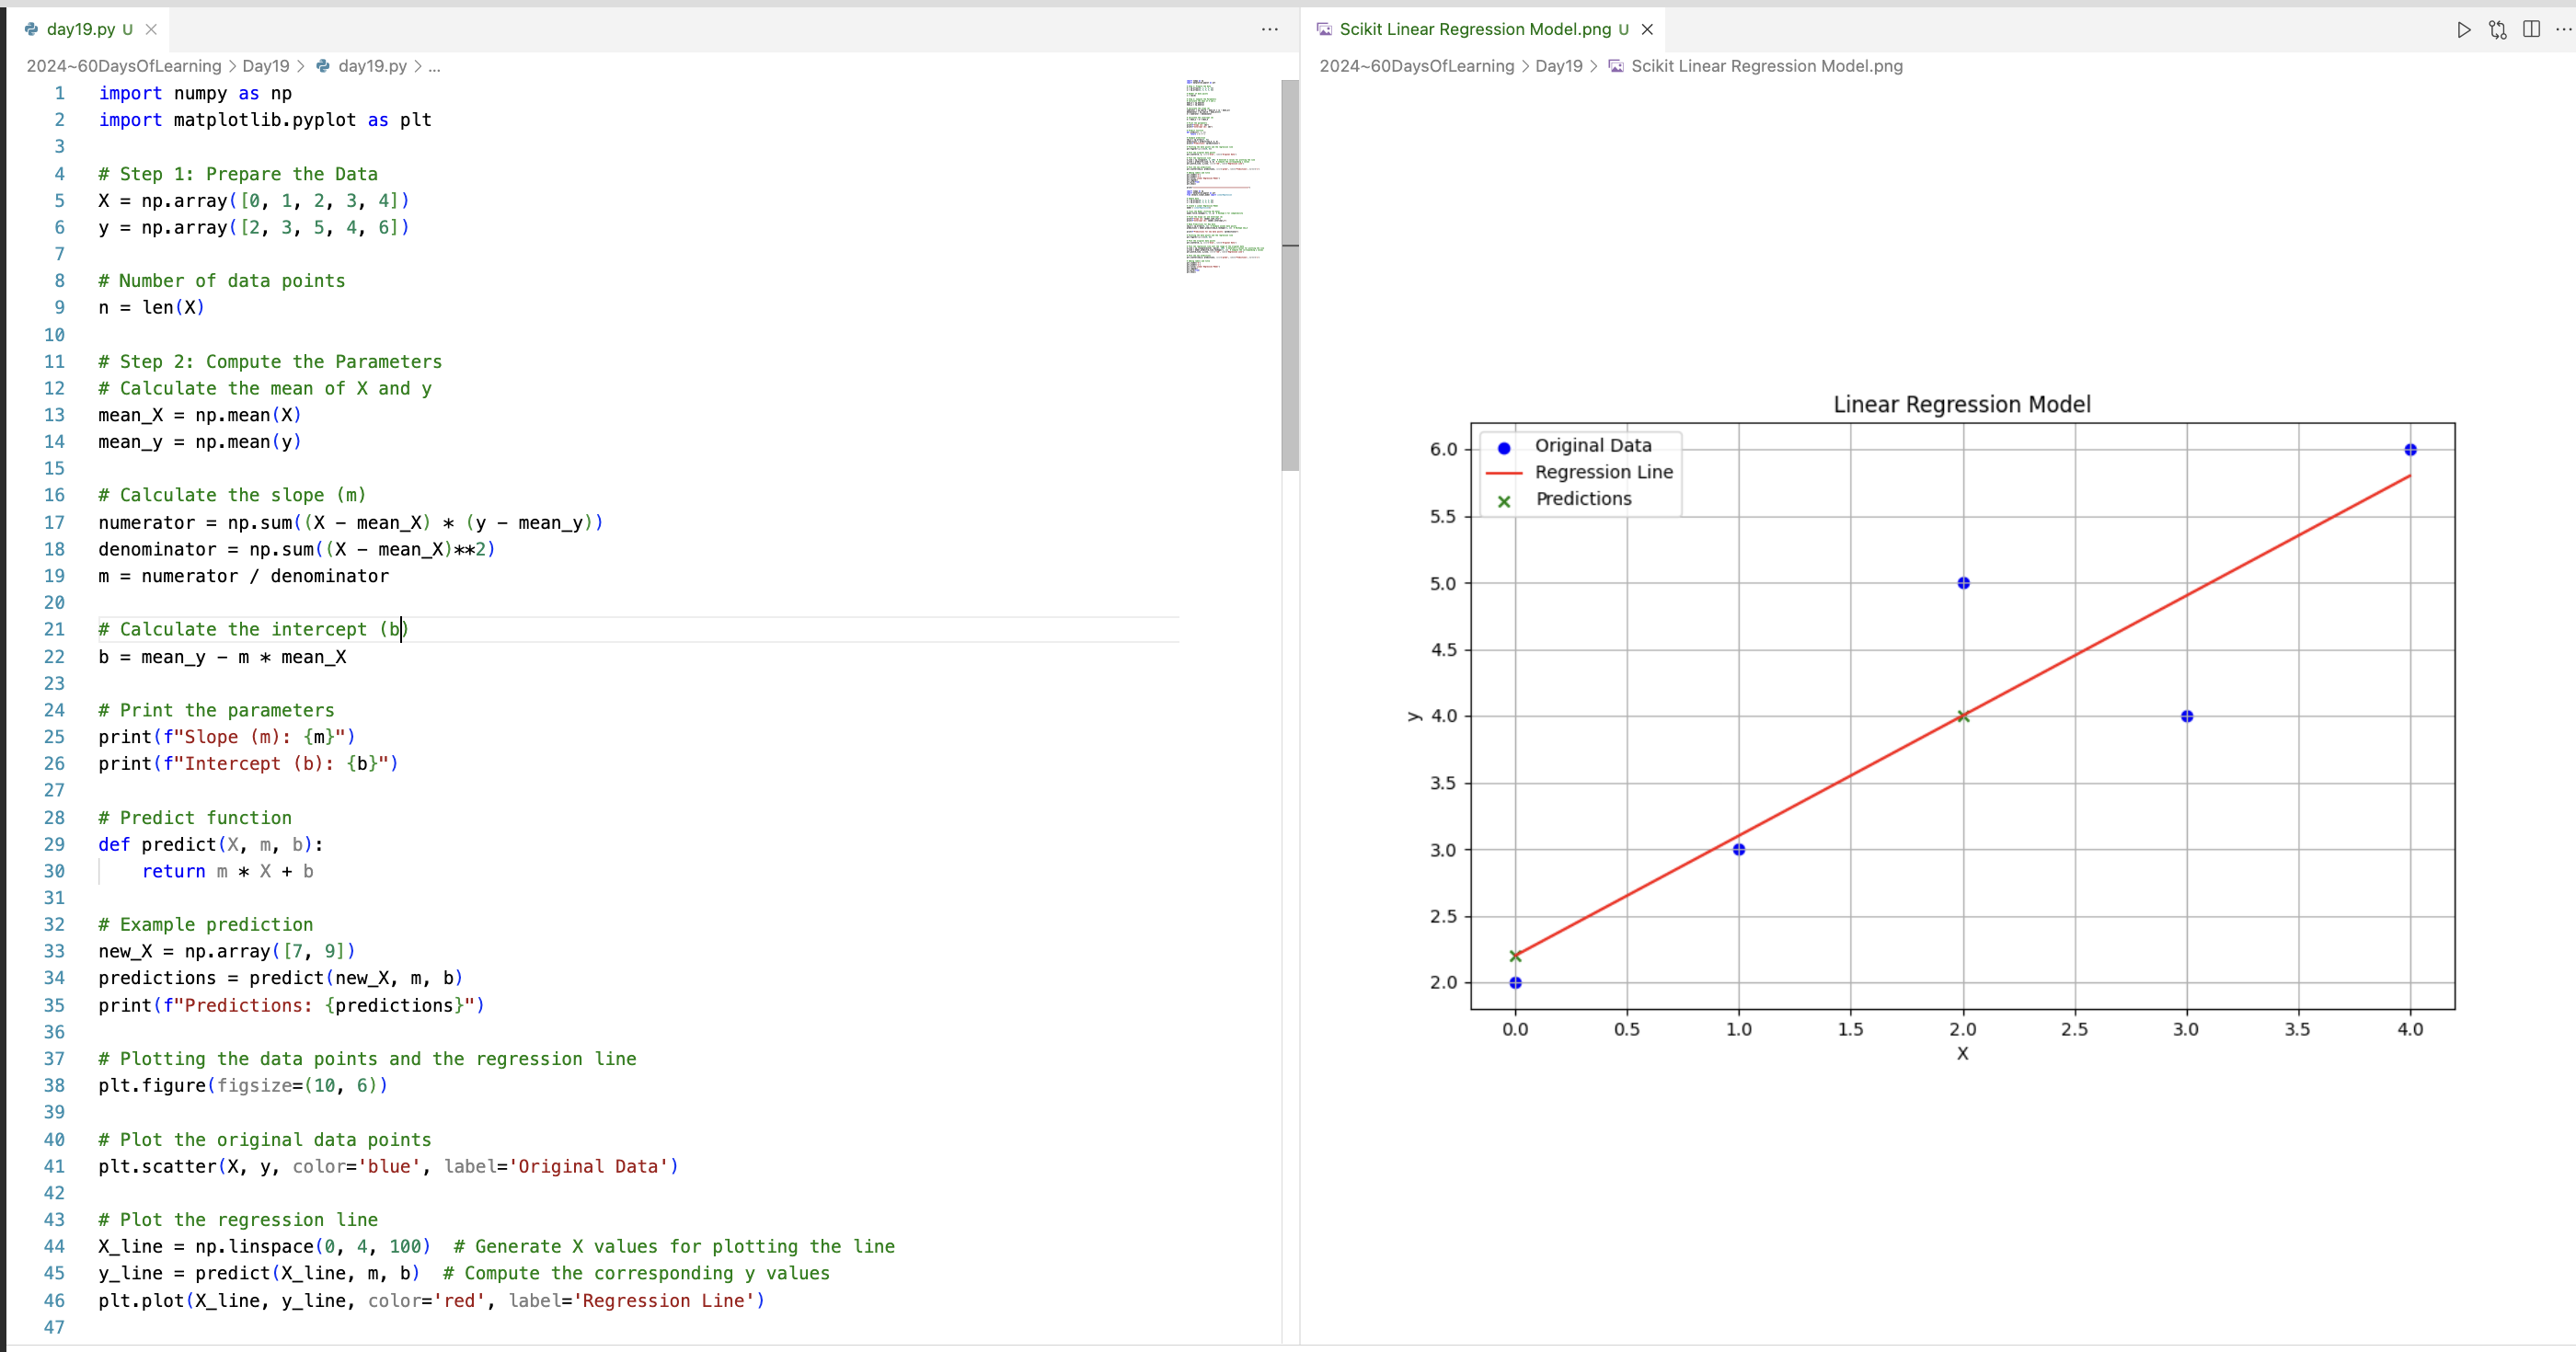 day19.py U
2024~60DaysOfLearning > Day19 > day19.py > ...
1 import numpy as np
2 import matplotlib.pyplot as plt
3
4 # Step 1: Prepare the Data
5 X = np.array([0, 1, 2, 3, 4])
6 y = np.array([2, 3, 5, 4, 6])
7
8 # Number of data points
9 n = len(X)
10
11 # Step 2: Compute the Parameters
12 # Calculate the mean of X and y
13 mean_X = np.mean(X)
14 mean_y = np.mean(y)
15
16 # Calculate the slope (m)
17 numerator = np.sum((X - mean_X) * (y - mean_y))
18 denominator = np.sum((X - mean_X)**2)
19 m = numerator / denominator
20
21 # Calculate the intercept (b)
22 b = mean_y - m * mean_X
23
24 # Print the parameters
25 print(f"Slope (m): {m}")
26 print(f"Intercept (b): {b}")
27
28 # Predict function
29 def predict(X, m, b):
30     return m * X + b
31
32 # Example prediction
33 new_X = np.array([7, 9])
34 predictions = predict(new_X, m, b)
35 print(f"Predictions: {predictions}")
36
37 # Plotting the data points and the regression line
38 plt.figure(figsize=(10, 6))
39
40 # Plot the original data points
41 plt.scatter(X, y, color='blue', label='Original Data')
42
43 # Plot the regression line
44 X_line = np.linspace(0, 4, 100)  # Generate X values for plotting the line
45 y_line = predict(X_line, m, b)  # Compute the corresponding y values
46 plt.plot(X_line, y_line, color='red', label='Regression Line')
47
Scikit Linear Regression Model.png U
2024~60DaysOfLearning > Day19 > Scikit Linear Regression Model.png
Linear Regression Model
Original Data
Regression Line
Predictions
6.0
5.5
5.0
4.5
4.0
3.5
3.0
2.5
2.0
y
0.0 0.5 1.0 1.5 2.0 2.5 3.0 3.5 4.0
X